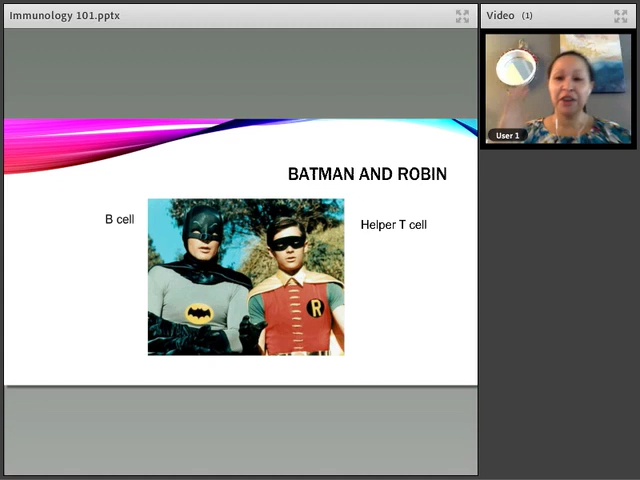 Immunology 101.pptx
Video (1)
User 1
BATMAN AND ROBIN
B cell
Helper T cell
R